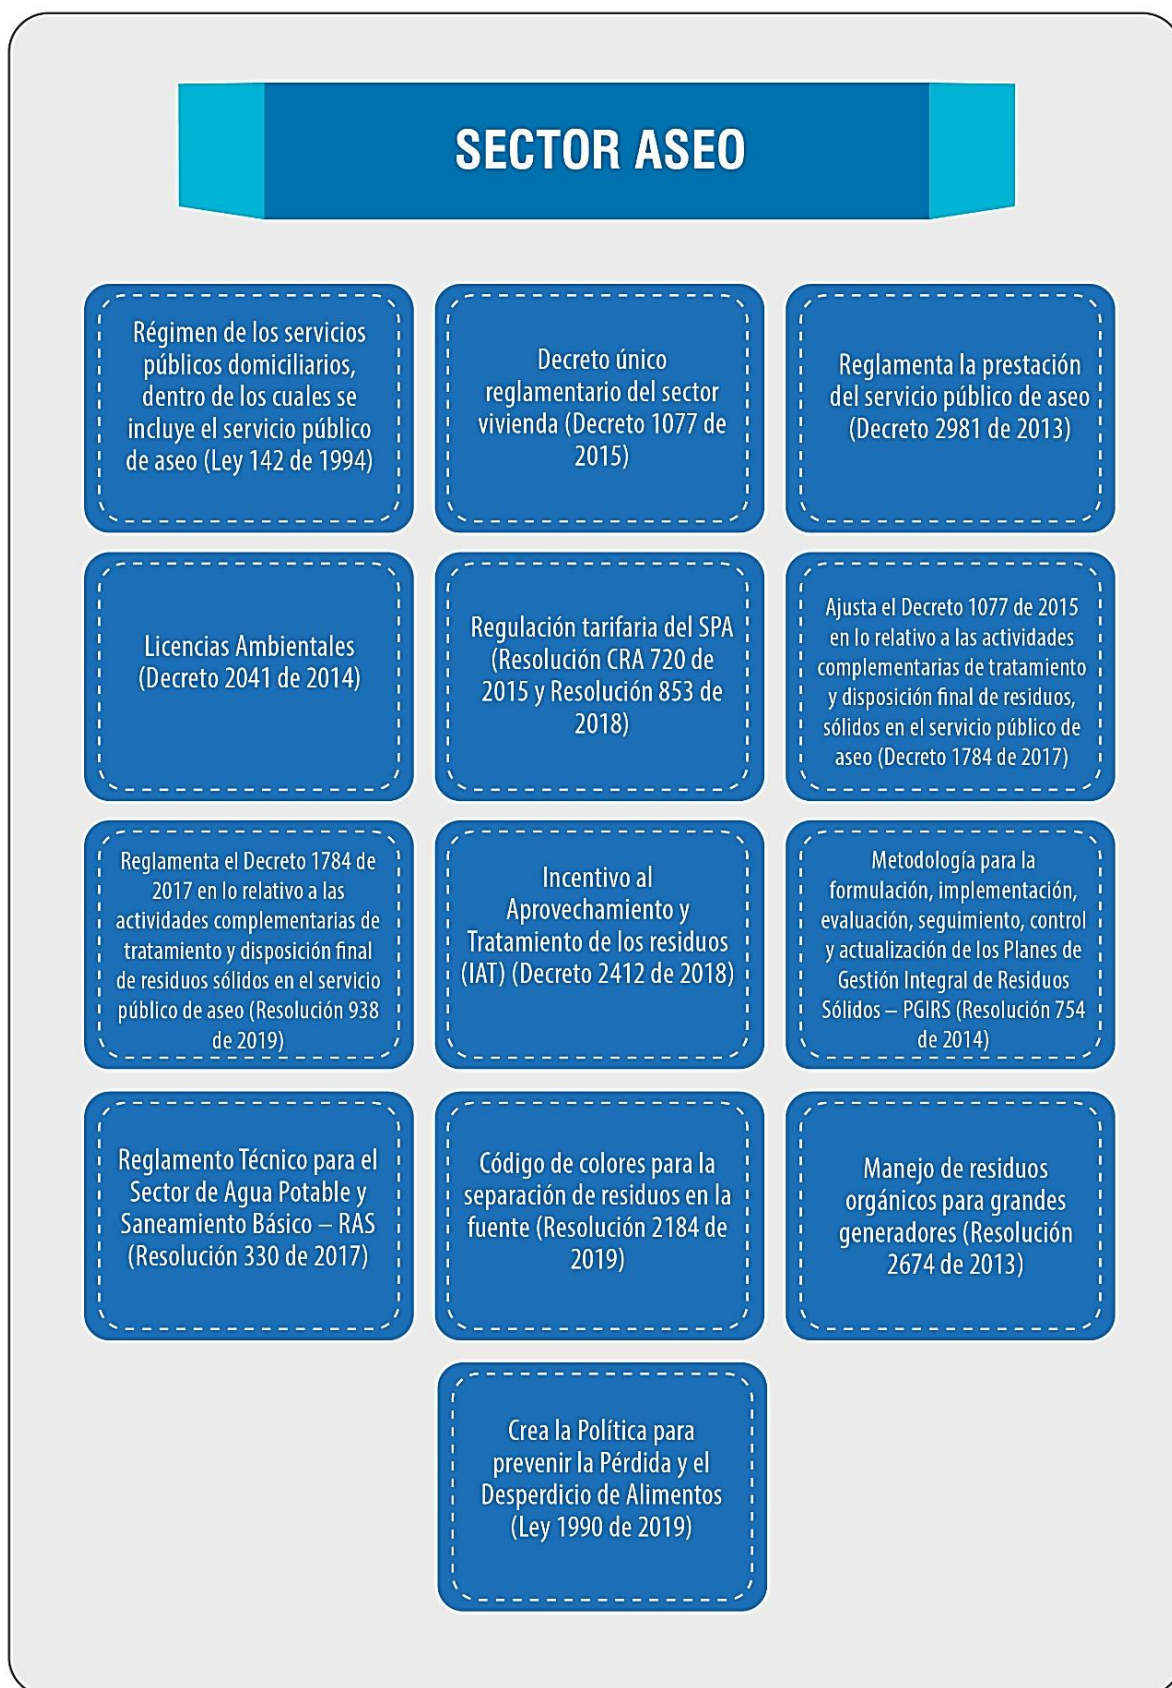 SECTOR ASEO
Régimen de los servicios
públicos domiciliarios,
dentro de los cuales se
incluye el servicio público
de aseo (Ley 142 de 1994)
Decreto único
reglamentario del sector
vivienda (Decreto 1077 de
2015)
Reglamenta la prestación
del servicio público de aseo
(Decreto 2981 de 2013)
Licencias Ambientales
(Decreto 2041 de 2014)
Regulación tarifaria del SPA
(Resolución CRA 720 de
2015 y Resolución 853 de
2018)
Ajusta el Decreto 1077 de 2015
en lo relativo a las actividades
complementarias de tratamiento
y disposición final de residuos,
sólidos en el servicio público de
aseo (Decreto 1784 de 2017)
Reglamenta el Decreto 1784 de
2017 en lo relativo a las
actividades complementarias de
tratamiento y disposición final
de residuos sólidos en el servicio
público de aseo (Resolución 938
de 2019)
Incentivo al
Aprovechamiento y
Tratamiento de los residuos
(IAT) (Decreto 2412 de 2018)
Metodología para la
formulación, implementación,
evaluación, seguimiento, control
y actualización de los Planes de
Gestión Integral de Residuos
Sólidos – PGIRS (Resolución 754
de 2014)
Reglamento Técnico para el
Sector de Agua Potable y
Saneamiento Básico – RAS
(Resolución 330 de 2017)
Código de colores para la
separación de residuos en la
fuente (Resolución 2184 de
2019)
Manejo de residuos
orgánicos para grandes
generadores (Resolución
2674 de 2013)
Crea la Política para
prevenir la Pérdida y el
Desperdicio de Alimentos
(Ley 1990 de 2019)